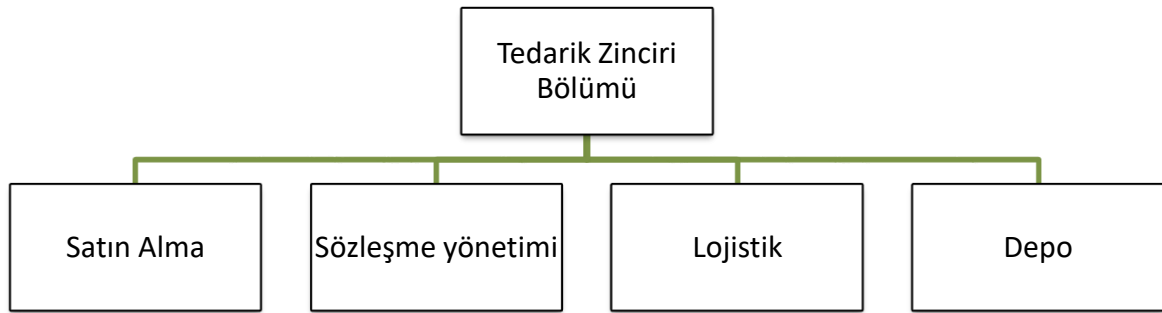 Tedarik Zinciri
Bölümü
Satın Alma
Sözleşme yönetimi
Lojistik
Depo